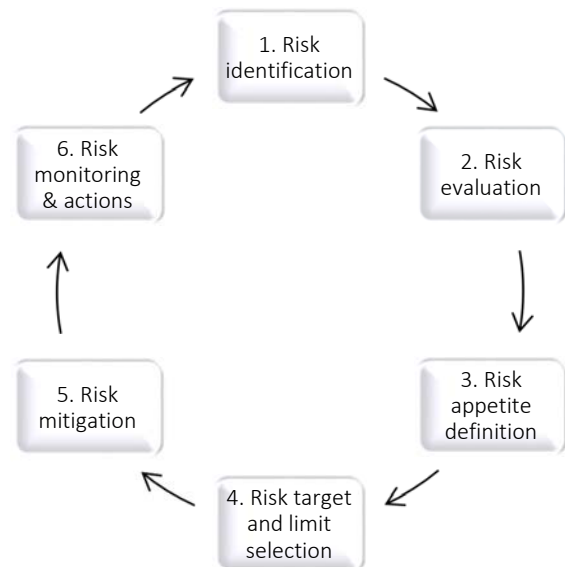 1. Risk
identification
2. Risk
evaluation
3. Risk
appetite
definition
4. Risk target
and limit
selection
5. Risk
mitigation
6. Risk
monitoring
& actions